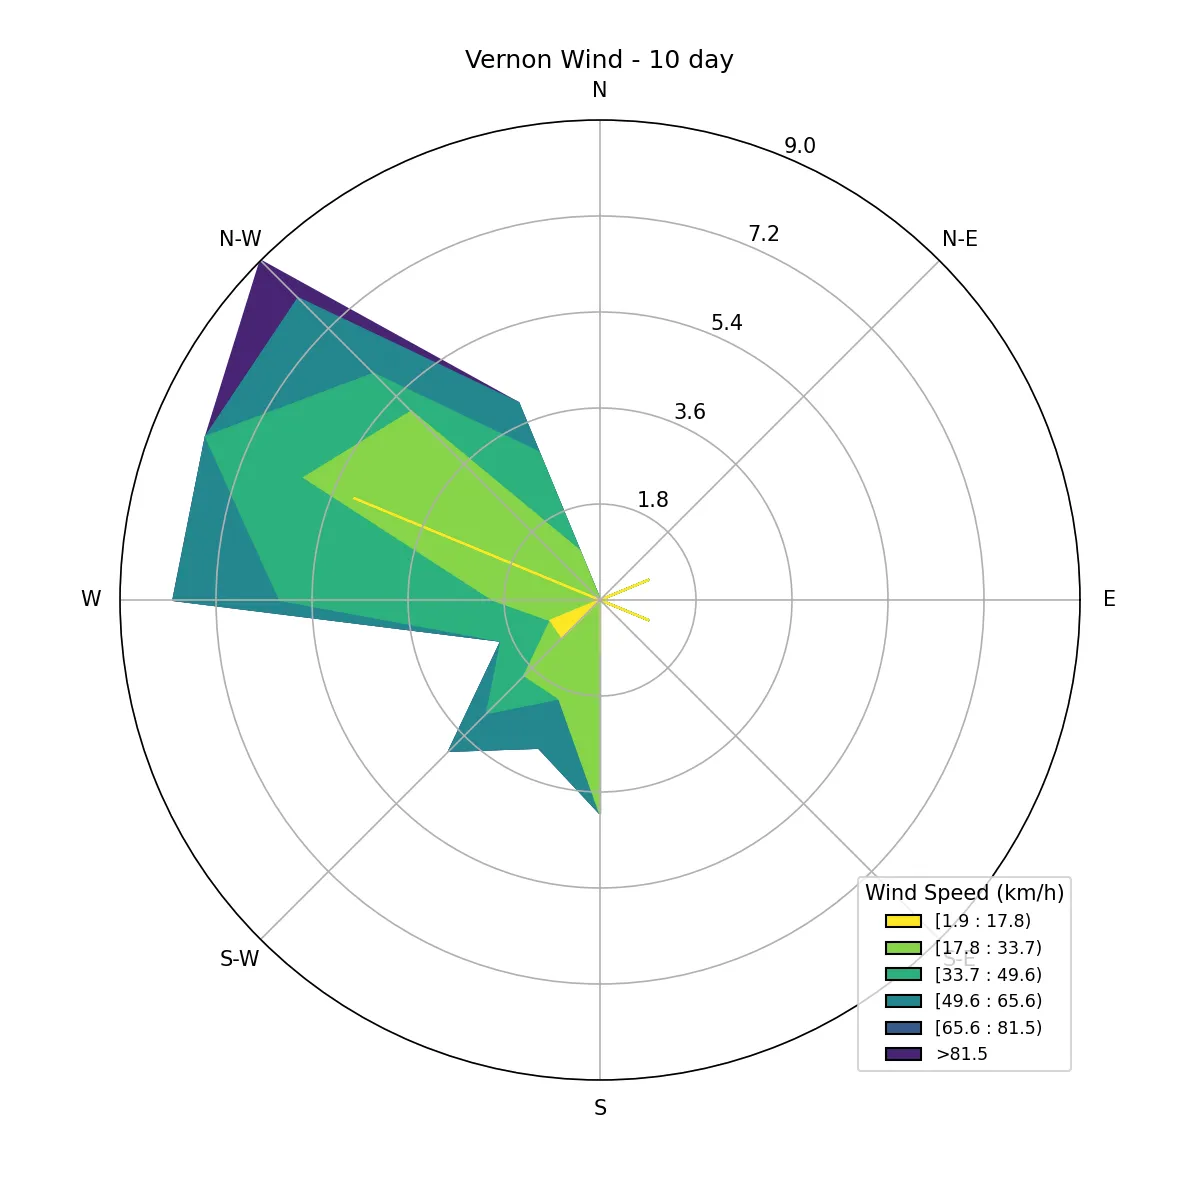 Vernon Wind - 10 day
N
9.0
7.2
N-W
N-E
5.4
3.6
1.8
W
E
Wind Speed (km/h)
[1.9 : 17.8)
[17.8 : 33.7)
S-W
S-E
[33.7 : 49.6)
[49.6 : 65.6)
[65.6 : 81.5)
>81.5
S